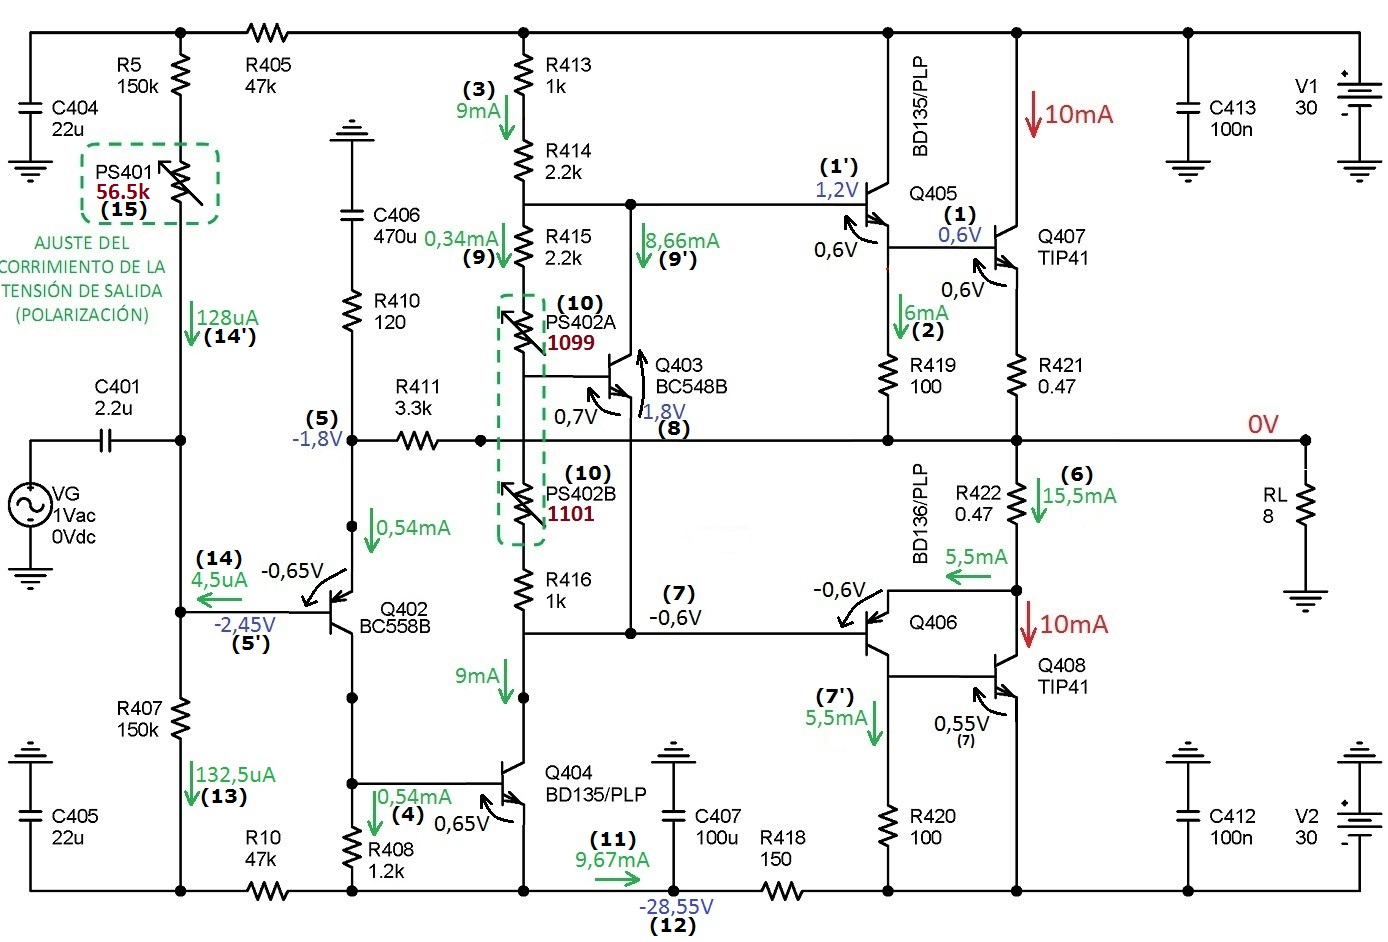 R5
150k
R405
47k
C404
22u
PS401
56.5k
(15)
AJUSTE DEL
CORRIMIENTO DE LA
TENSIÓN DE SALIDA
(POLARIZACIÓN)
128uA
(14')
C401
2.2u
VG
1Vac
0Vdc
(14)
4,5uA
-2,45V
(5')
R407
150k
132,5uA
(13)
C405
22u
R10
47k
C406
470u
R410
120
(5)
-1,8V
R411
3.3k
0,54mA
-0,65V
Q402
BC558B
0,54mA
(4)
R408
1.2k
(3)
9mA
R413
1k
R414
2.2k
0,34mA
(9)
R415
2.2k
(10)
PS402A
1099
8,66mA
(9')
Q403
BC548B
0,7V
1,8V
(8)
(10)
PS402B
1101
R416
1k
(7)
-0,6V
9mA
Q404
BD135/PLP
0,65V
(11)
9,67mA
C407
100u
R418
150
-28,55V
(12)
BD135/PLP
(1')
1,2V
Q405
0,6V
(1)
0,6V
0,6V
Q407
TIP41
10mA
6mA
(2)
R419
100
R421
0.47
0V
BD136/PLP
R422
0.47
(6)
15,5mA
5,5mA
-0,6V
Q406
10mA
Q408
TIP41
(7')
5,5mA
0,55V
(7)
R420
100
RL
8
C413
100n
V1
30
+
-
C412
100n
V2
30
+
-